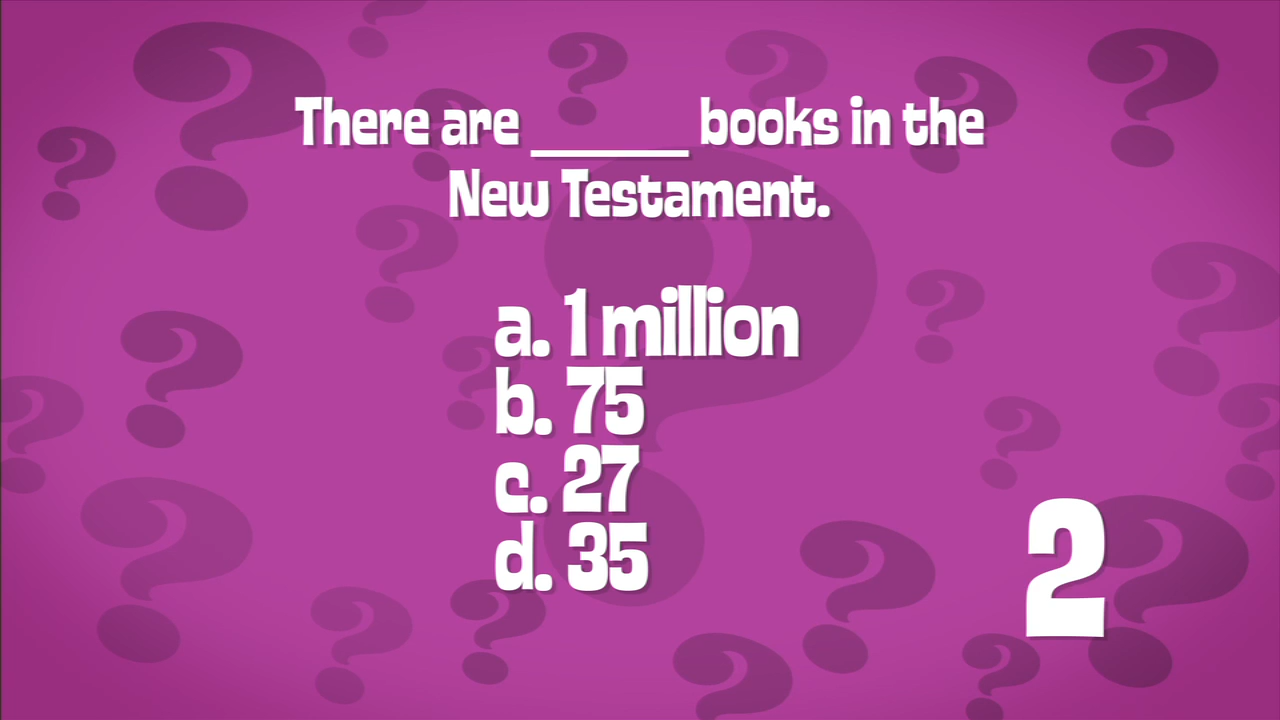 There are ______ books in the
New Testament.
a. 1 million
b. 75
c. 27
d. 35
2